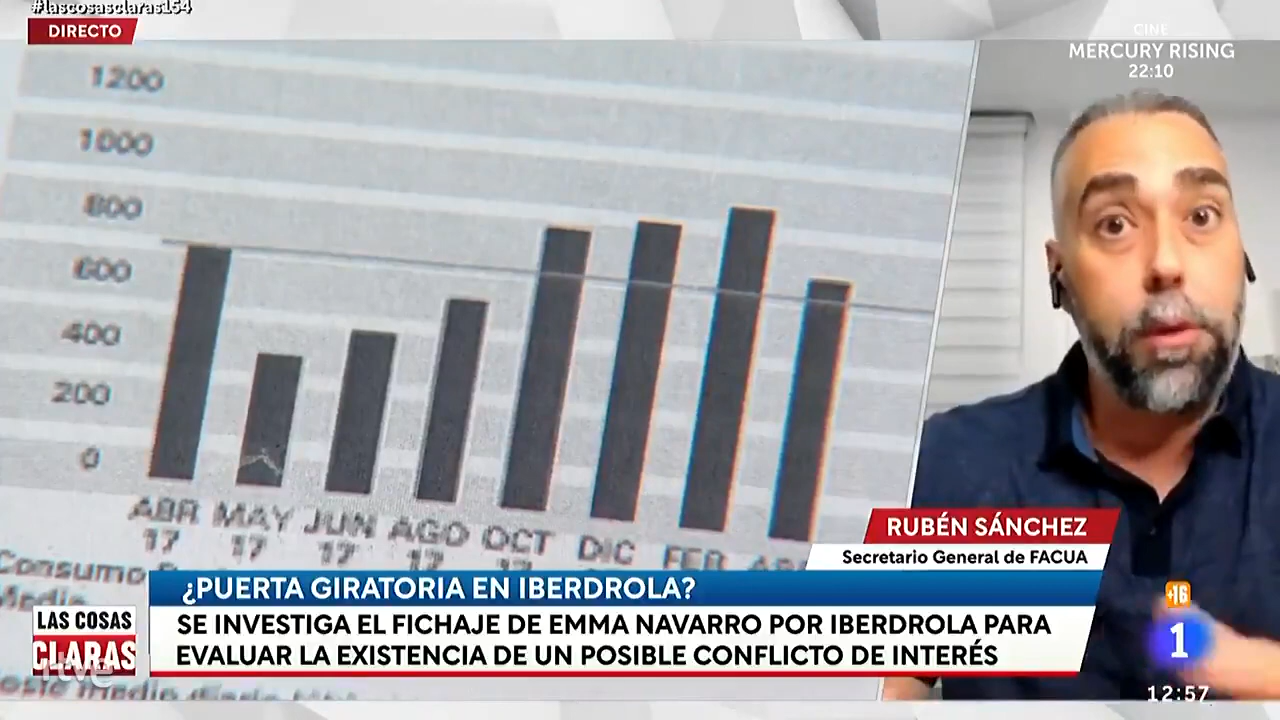 #lascosasclaras154
DIRECTO
CINE
MERCURY RISING
22:10
1200
1000
800
600
400
200
0
ABR MAY JUN AGO OCT DIC FEB
17 17 17 17
Consumo
RUBÉN SÁNCHEZ
Secretario General de FACUA
¿PUERTA GIRATORIA EN IBERDROLA?
SE INVESTIGA EL FICHAJE DE EMMA NAVARRO POR IBERDROLA PARA
EVALUAR LA EXISTENCIA DE UN POSIBLE CONFLICTO DE INTERÉS
LAS COSAS
CLARAS
rtve
+16
1
12:57